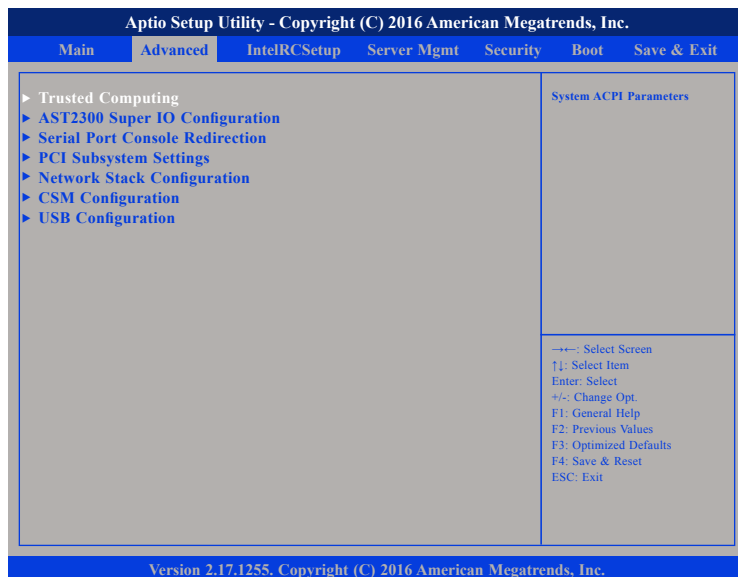 Aptio Setup Utility - Copyright (C) 2016 American Megatrends, Inc.
Main Advanced IntelRCSetup Server Mgmt Security Boot Save & Exit
► Trusted Computing
► AST2300 Super IO Configuration
► Serial Port Console Redirection
► PCI Subsystem Settings
► Network Stack Configuration
► CSM Configuration
► USB Configuration
System ACPI Parameters
→←: Select Screen
↑↓: Select Item
Enter: Select
+/-: Change Opt.
F1: General Help
F2: Previous Values
F3: Optimized Defaults
F4: Save & Reset
ESC: Exit
Version 2.17.1255. Copyright (C) 2016 American Megatrends, Inc.